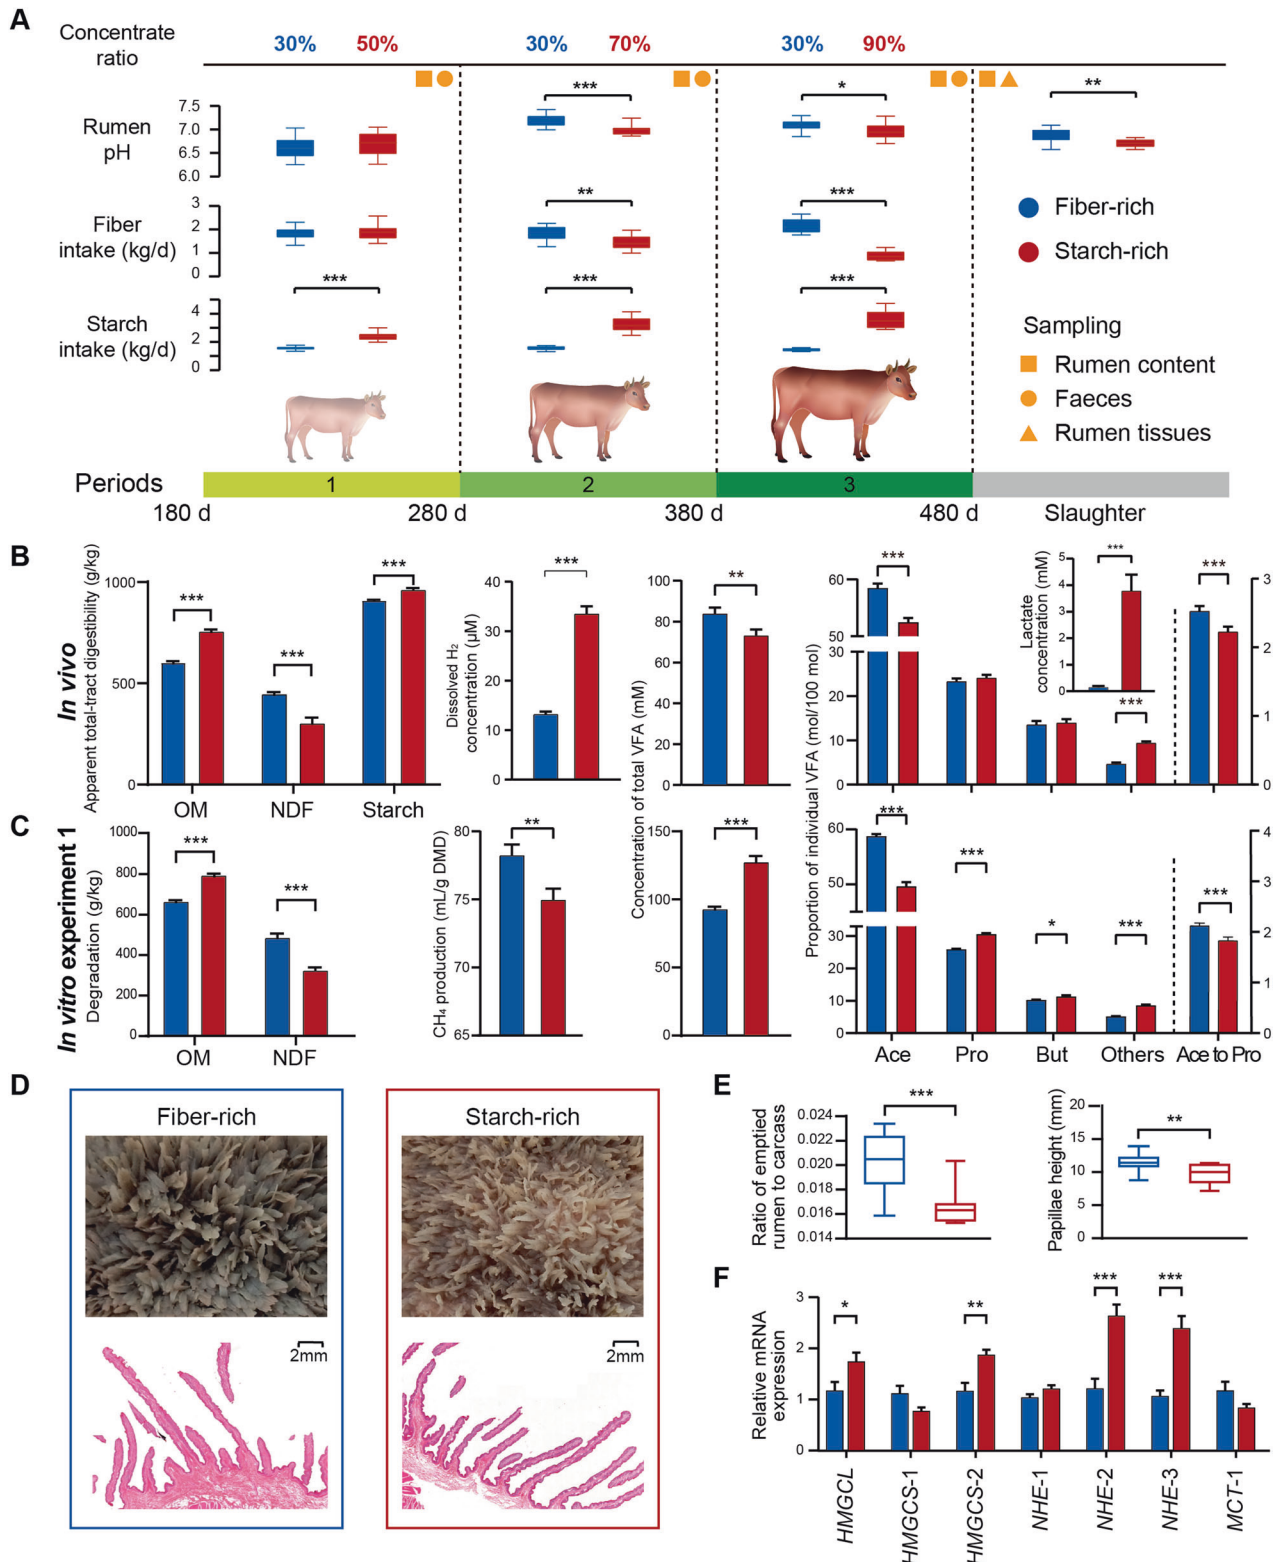 A
Concentrate
ratio
30% 50% 30% 70% 30% 90%
Rumen
pH
7.5
7.0
6.5
6.0
*** * **
Fiber
intake (kg/d)
3
2
1
0
** ***
Fiber-rich
Starch-rich
Starch
intake (kg/d)
4
2
0
*** *** ***
Sampling
Rumen content
Faeces
Rumen tissues
Periods
1 2 3
180 d 280 d 380 d 480 d Slaughter
B
In vivo
Apparent total-tract digestibility (g/kg)
1000
500
0
*** *** ***
OM NDF Starch
Dissolved H₂
concentration (μM)
40
30
20
10
0
***
Concentration of total VFA (mM)
100
80
60
40
20
0
**
Proportion of individual VFA (mol/100 mol)
60
50
30
20
10
0
*** ***
Lactate
concentration (mM)
5
4
3
2
1
0
***
***
3
2
1
0
C
In vitro experiment 1
Degradation (g/kg)
1000
800
600
400
200
0
*** ***
OM NDF
CH₄ production (mL/g DMD)
80
75
70
65
**
150
100
50
0
***
60
50
30
20
10
0
*** *** * *** ***
4
3
2
1
0
Ace Pro But Others Ace to Pro
D
Fiber-rich Starch-rich
2mm 2mm
E
Ratio of emptied
rumen to carcass
0.024
0.022
0.020
0.018
0.016
0.014
***
Papillae height (mm)
20
15
10
5
0
**
F
Relative mRNA
expression
3
2
1
0
* ** *** ***
HMGCL HMGCS-1 HMGCS-2 NHE-1 NHE-2 NHE-3 MCT-1